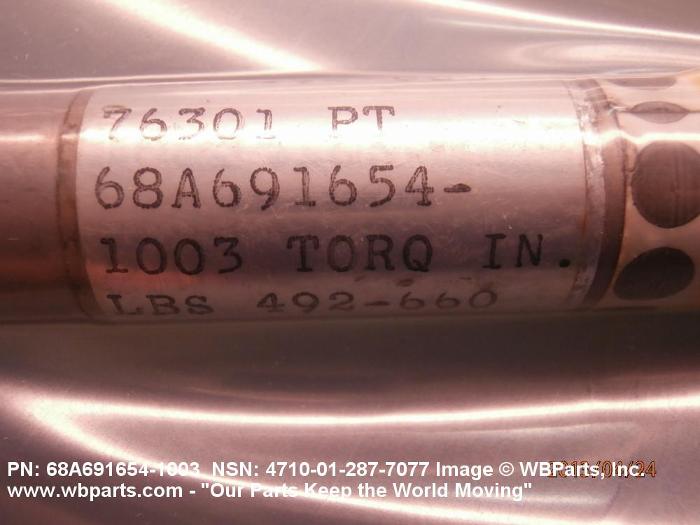 76301 PT
68A691654-
1003 TORQ IN.
LBS 492-660
PN: 68A691654-1003 NSN: 4710-01-287-7077 Image © WBParts, Inc.
www.wbparts.com - "Our Parts Keep the World Moving"